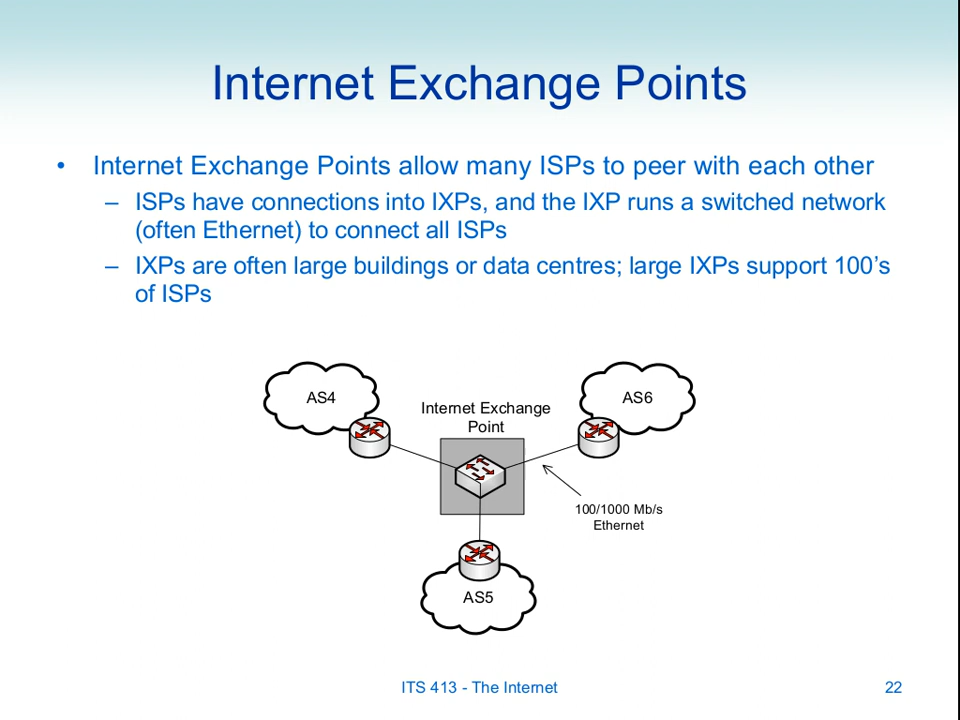 Internet Exchange Points
• Internet Exchange Points allow many ISPs to peer with each other
– ISPs have connections into IXPs, and the IXP runs a switched network
(often Ethernet) to connect all ISPs
– IXPs are often large buildings or data centres; large IXPs support 100’s
of ISPs
AS4
Internet Exchange
Point
AS6
100/1000 Mb/s
Ethernet
AS5
ITS 413 - The Internet
22